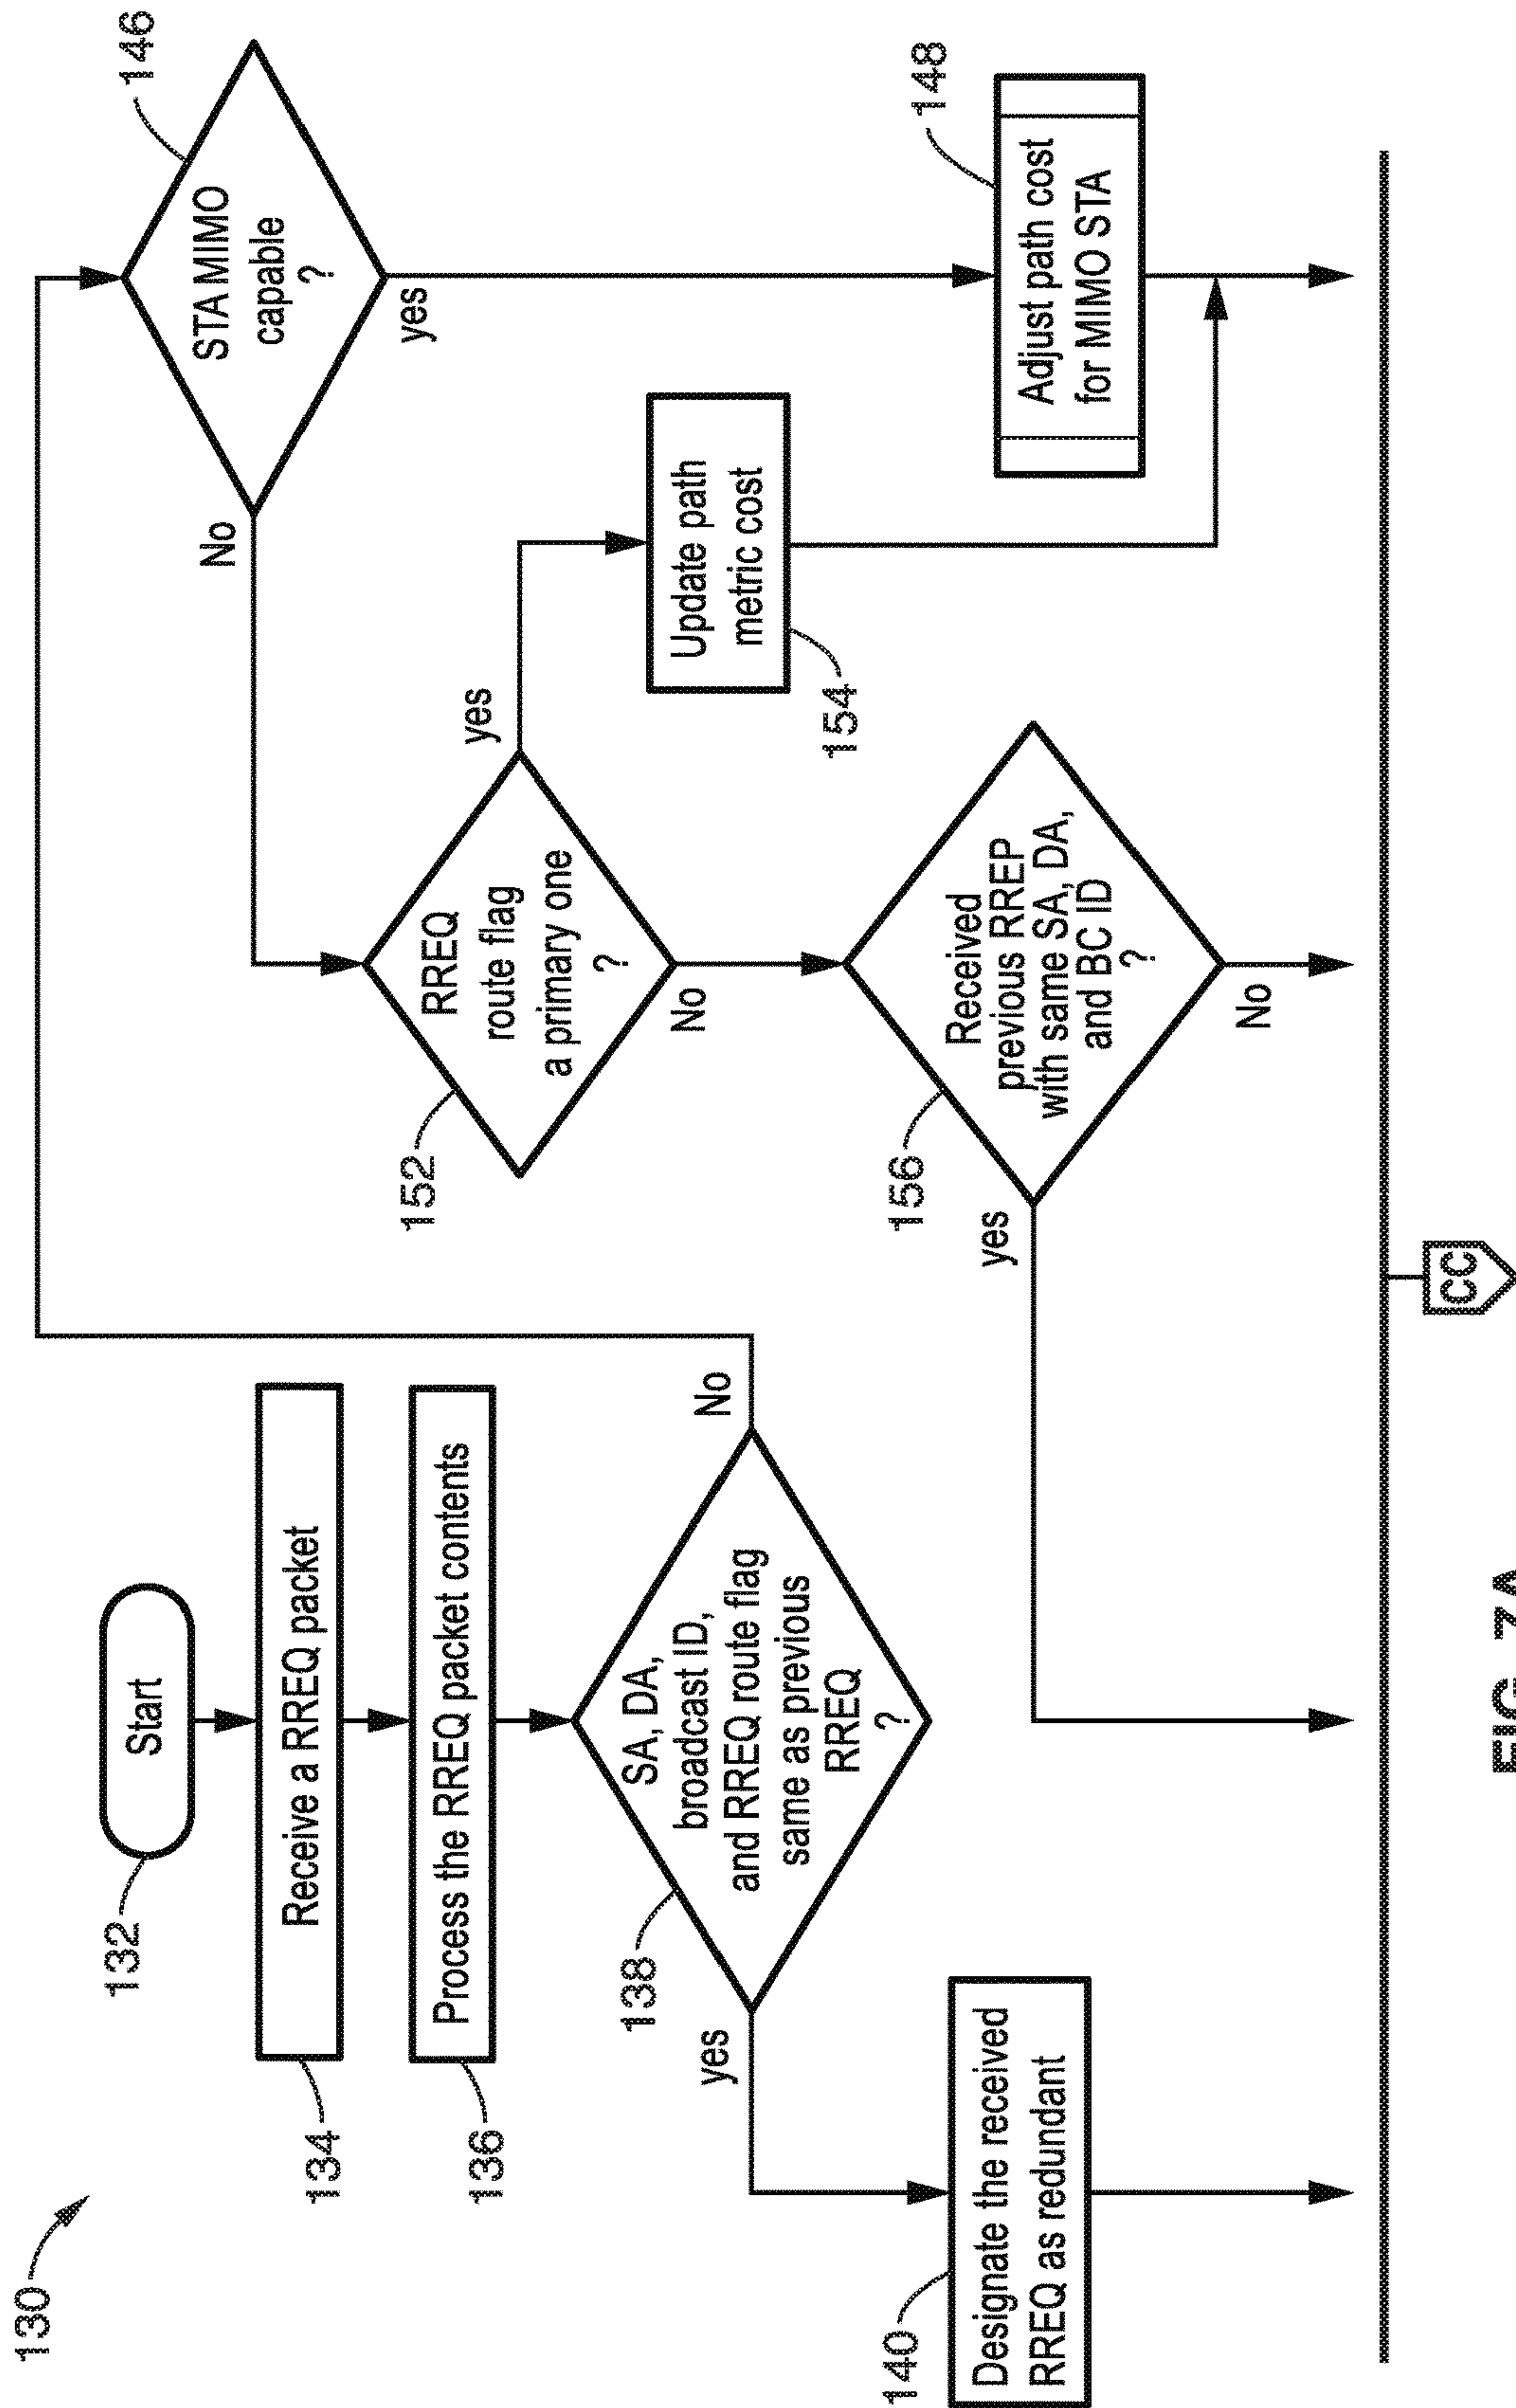 130
132
Start
134
Receive a RREQ packet
136
Process the RREQ packet contents
138
SA, DA,
broadcast ID,
and RREQ route flag
same as previous
RREQ
?
yes
No
140
Designate the received
RREQ as redundant
146
STA MIMO
capable
?
No
yes
152
RREQ
route flag
a primary one
?
yes
No
154
Update path
metric cost
148
Adjust path cost
for MIMO STA
156
Received
previous RREP
with same SA, DA,
and BC ID
?
yes
No
CC